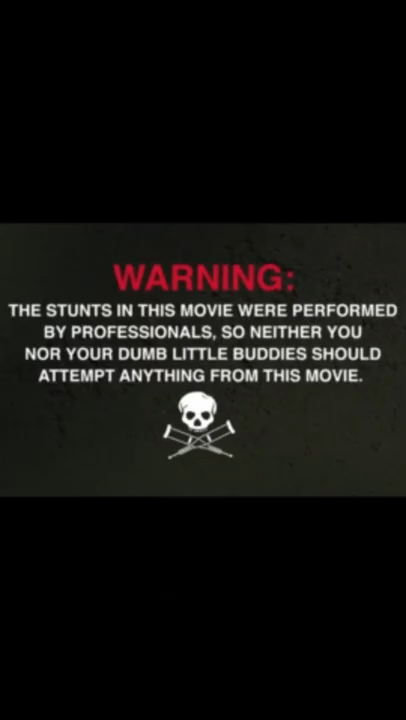 WARNING:
THE STUNTS IN THIS MOVIE WERE PERFORMED
BY PROFESSIONALS, SO NEITHER YOU
NOR YOUR DUMB LITTLE BUDDIES SHOULD
ATTEMPT ANYTHING FROM THIS MOVIE.